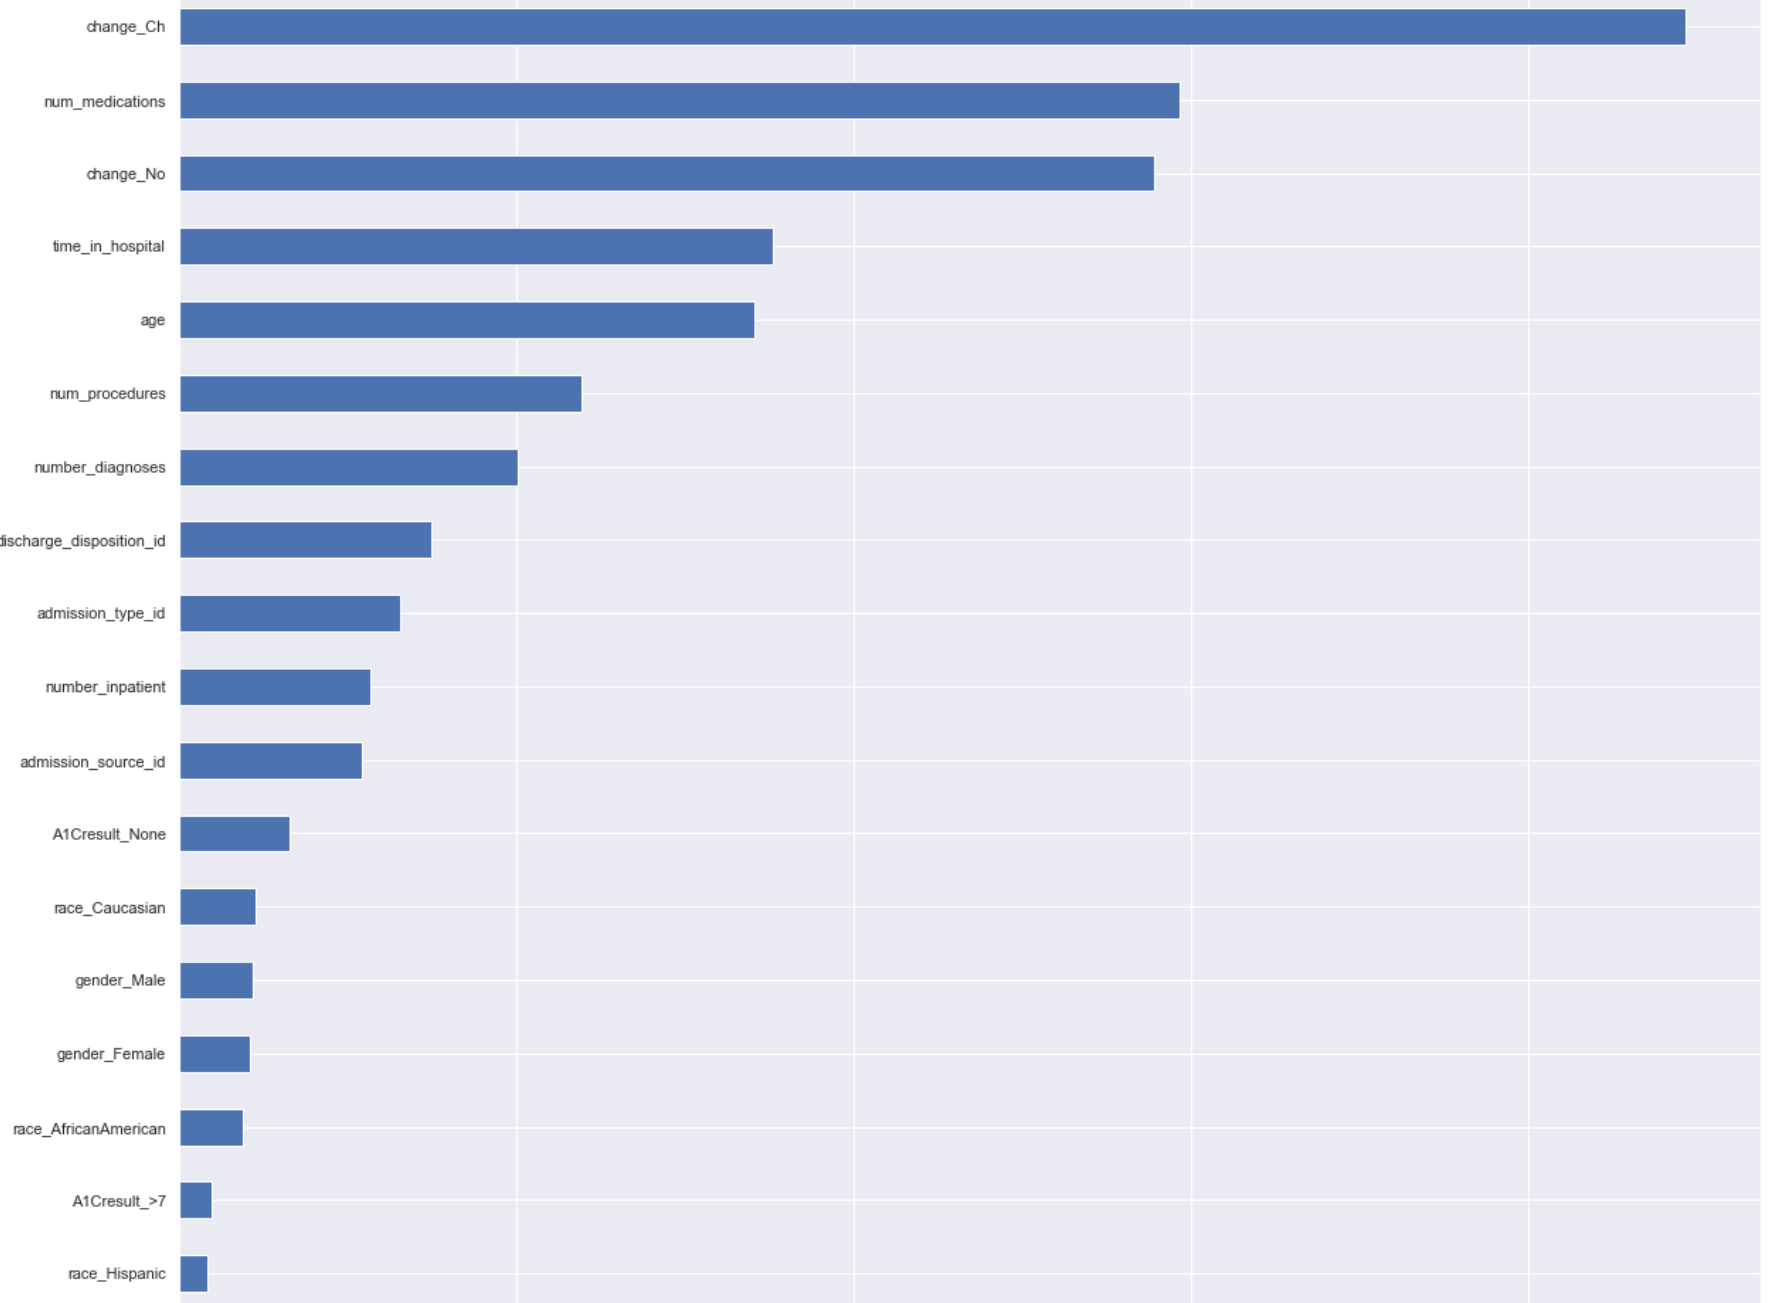 change_Ch
num_medications
change_No
time_in_hospital
age
num_procedures
number_diagnoses
discharge_disposition_id
admission_type_id
number_inpatient
admission_source_id
A1Cresult_None
race_Caucasian
gender_Male
gender_Female
race_AfricanAmerican
A1Cresult_>7
race_Hispanic